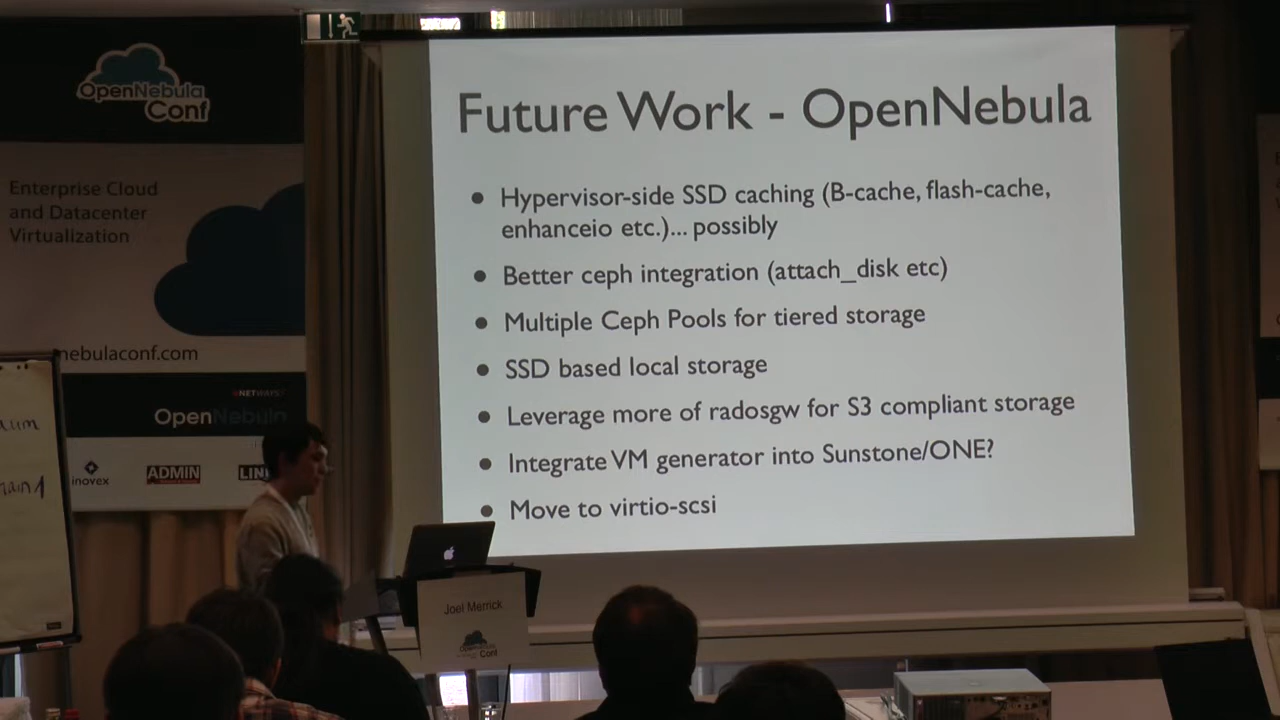 OpenNebula
Conf
Enterprise Cloud
and Datacenter
Virtualization
nebulaconf.com
NETWAYS
OpenNebula
inovex
ADMIN
Future Work - OpenNebula
• Hypervisor-side SSD caching (B-cache, flash-cache,
enhanceio etc.)... possibly
• Better ceph integration (attach_disk etc)
• Multiple Ceph Pools for tiered storage
• SSD based local storage
• Leverage more of radosgw for S3 compliant storage
• Integrate VM generator into Sunstone/ONE?
• Move to virtio-scsi
Joel Merrick
OpenNebula
Conf